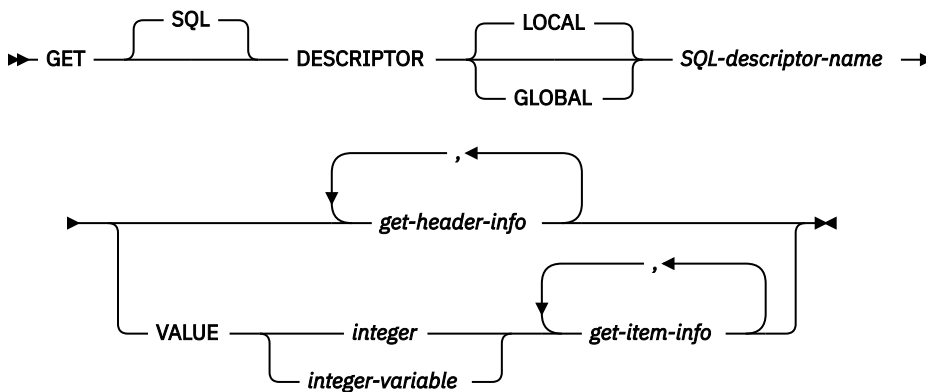 SQL
LOCAL
GET DESCRIPTOR SQL-descriptor-name
GLOBAL
,
get-header-info
,
VALUE integer get-item-info
integer-variable